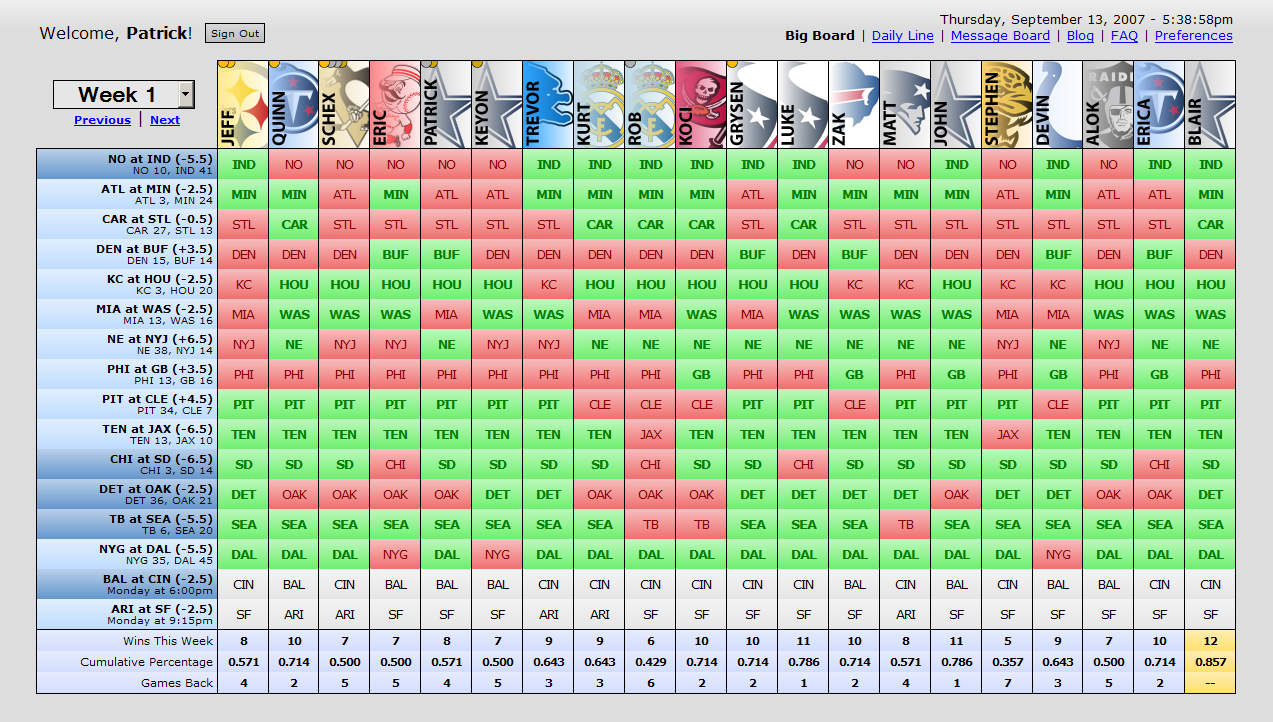 Thursday, September 13, 2007 - 5:38:58pm
Welcome, Patrick! Sign Out
Big Board | Daily Line | Message Board | Blog | FAQ | Preferences
Week 1
Previous | Next
JEFF QUINN SCHEX ERIC PATRICK KEYON TREVOR KURT ROB KOCI GRYSEN LUKE ZAK MATT JOHN STEPHEN DEVIN ALOK ERICA BLAIR
RAIDE
NO at IND (-5.5) IND NO NO NO NO NO IND IND IND IND IND IND NO NO IND NO IND NO IND IND
NO 10, IND 41
ATL at MIN (-2.5) MIN MIN ATL MIN ATL ATL MIN MIN MIN MIN ATL MIN MIN MIN MIN ATL MIN ATL ATL MIN
ATL 3, MIN 24
CAR at STL (-0.5) STL CAR STL STL STL STL STL CAR CAR CAR STL CAR STL STL STL STL STL STL STL CAR
CAR 27, STL 13
DEN at BUF (+3.5) DEN DEN DEN BUF BUF DEN DEN DEN DEN DEN BUF DEN BUF DEN DEN DEN BUF DEN BUF DEN
DEN 15, BUF 14
KC at HOU (-2.5) KC HOU HOU HOU HOU HOU KC HOU HOU HOU HOU HOU KC KC HOU KC KC HOU HOU HOU
KC 3, HOU 20
MIA at WAS (-2.5) MIA WAS WAS WAS MIA WAS WAS MIA MIA WAS MIA WAS WAS WAS WAS MIA MIA WAS WAS WAS
MIA 13, WAS 16
NE at NYJ (+6.5) NYJ NE NYJ NYJ NE NYJ NYJ NE NE NE NE NE NE NE NE NYJ NE NYJ NE NE
NE 38, NYJ 14
PHI at GB (+3.5) PHI PHI PHI PHI PHI PHI PHI PHI PHI GB PHI PHI GB PHI GB PHI GB PHI GB PHI
PHI 13, GB 16
PIT at CLE (+4.5) PIT PIT PIT PIT PIT PIT PIT CLE CLE CLE PIT PIT CLE PIT PIT PIT CLE PIT PIT PIT
PIT 34, CLE 7
TEN at JAX (-6.5) TEN TEN TEN TEN TEN TEN TEN TEN JAX TEN TEN TEN TEN TEN TEN JAX TEN TEN TEN TEN
TEN 13, JAX 10
CHI at SD (-6.5) SD SD SD CHI SD SD SD SD CHI SD SD CHI SD SD SD SD SD SD CHI SD
CHI 3, SD 14
DET at OAK (-2.5) DET OAK OAK OAK OAK DET DET OAK OAK OAK DET DET DET DET OAK DET DET OAK OAK DET
DET 36, OAK 21
TB at SEA (-5.5) SEA SEA SEA SEA SEA SEA SEA SEA TB TB SEA SEA SEA TB SEA SEA SEA SEA SEA SEA
TB 6, SEA 20
NYG at DAL (-5.5) DAL DAL DAL NYG DAL NYG DAL DAL DAL DAL DAL DAL DAL DAL DAL DAL NYG DAL DAL DAL
NYG 35, DAL 45
BAL at CIN (-2.5) CIN BAL CIN BAL BAL BAL CIN CIN CIN CIN CIN CIN BAL CIN BAL CIN BAL BAL CIN CIN
Monday at 6:00pm
ARI at SF (-2.5) SF ARI ARI SF SF SF ARI ARI SF SF SF SF SF ARI SF SF SF SF SF SF
Monday at 9:15pm
Wins This Week 8 10 7 7 8 7 9 9 6 10 10 11 10 8 11 5 9 7 10 12
Cumulative Percentage 0.571 0.714 0.500 0.500 0.571 0.500 0.643 0.643 0.429 0.714 0.714 0.786 0.714 0.571 0.786 0.357 0.643 0.500 0.714 0.857
Games Back 4 2 5 5 4 5 3 3 6 2 2 1 2 4 1 7 3 5 2 --